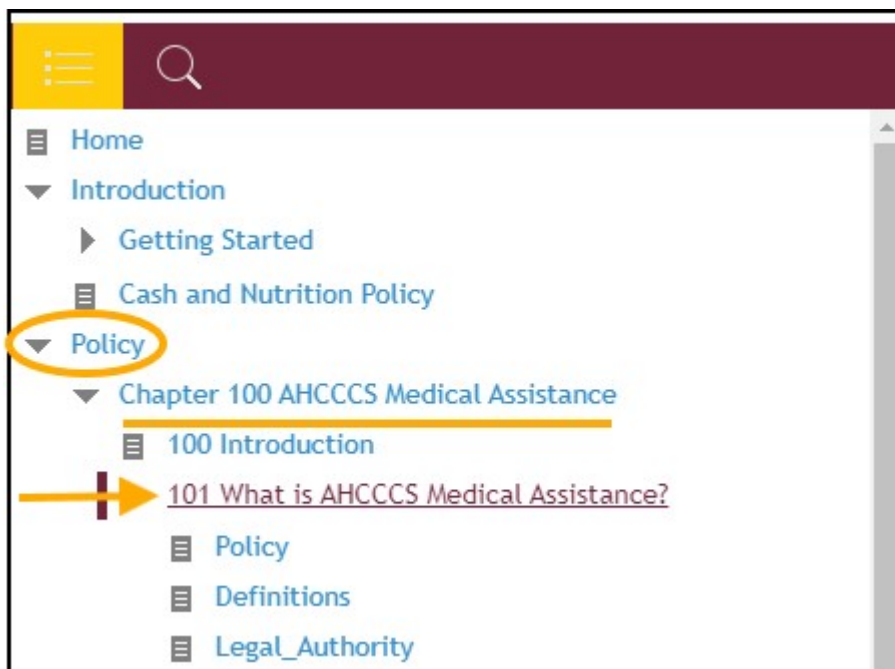 Home
Introduction
Getting Started
Cash and Nutrition Policy
Policy
Chapter 100 AHCCCS Medical Assistance
100 Introduction
101 What is AHCCCS Medical Assistance?
Policy
Definitions
Legal_Authority